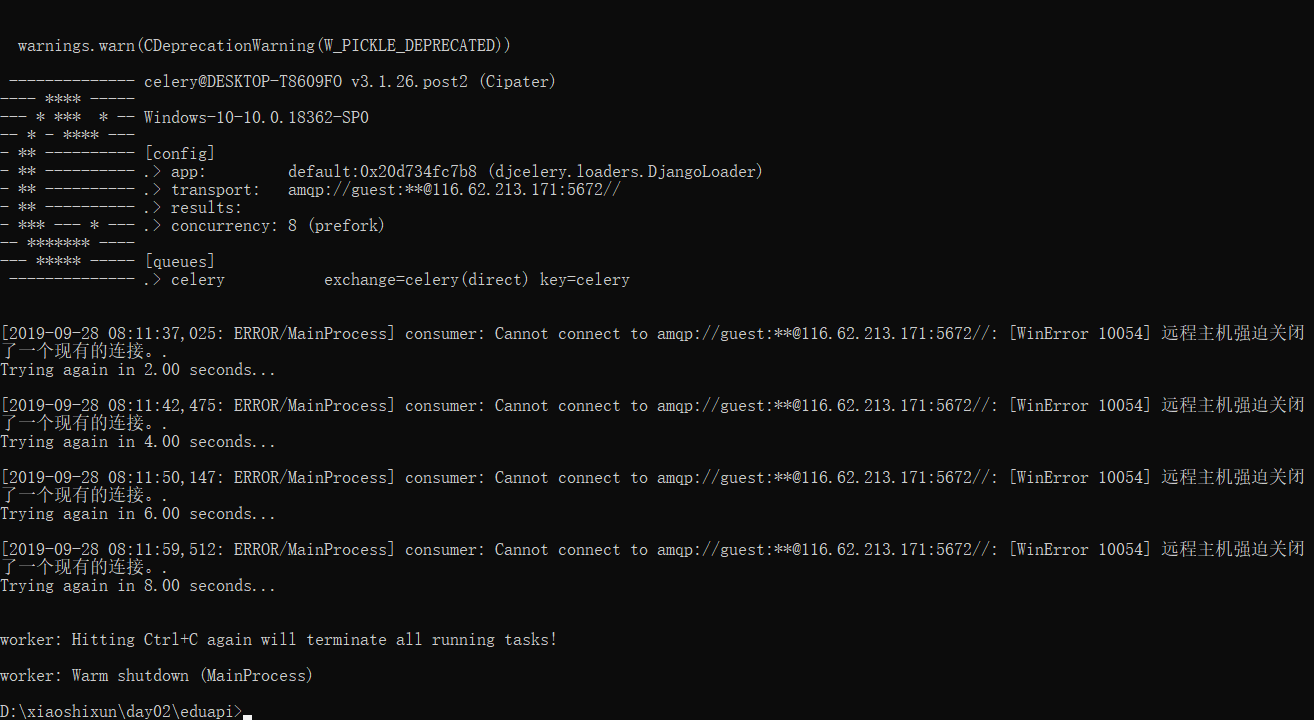 warnings.warn(CDeprecationWarning(W_PICKLE_DEPRECATED))
 -------------- celery@DESKTOP-T8609FO v3.1.26.post2 (Cipater)
---- **** -----
--- * ***  * -- Windows-10-10.0.18362-SP0
-- * - **** ---
- ** ---------- [config]
- ** ---------- .> app:         default:0x20d734fc7b8 (djcelery.loaders.DjangoLoader)
- ** ---------- .> transport:   amqp://guest:**@116.62.213.171:5672//
- ** ---------- .> results:
- *** --- * --- .> concurrency: 8 (prefork)
-- ******* ----
--- ***** ----- [queues]
 -------------- .> celery           exchange=celery(direct) key=celery
[2019-09-28 08:11:37,025: ERROR/MainProcess] consumer: Cannot connect to amqp://guest:**@116.62.213.171:5672//: [WinError 10054] 远程主机强迫关闭
了一个现有的连接。.
Trying again in 2.00 seconds...
[2019-09-28 08:11:42,475: ERROR/MainProcess] consumer: Cannot connect to amqp://guest:**@116.62.213.171:5672//: [WinError 10054] 远程主机强迫关闭
了一个现有的连接。.
Trying again in 4.00 seconds...
[2019-09-28 08:11:50,147: ERROR/MainProcess] consumer: Cannot connect to amqp://guest:**@116.62.213.171:5672//: [WinError 10054] 远程主机强迫关闭
了一个现有的连接。.
Trying again in 6.00 seconds...
[2019-09-28 08:11:59,512: ERROR/MainProcess] consumer: Cannot connect to amqp://guest:**@116.62.213.171:5672//: [WinError 10054] 远程主机强迫关闭
了一个现有的连接。.
Trying again in 8.00 seconds...
worker: Hitting Ctrl+C again will terminate all running tasks!
worker: Warm shutdown (MainProcess)
D:\xiaoshixun\day02\eduapi>